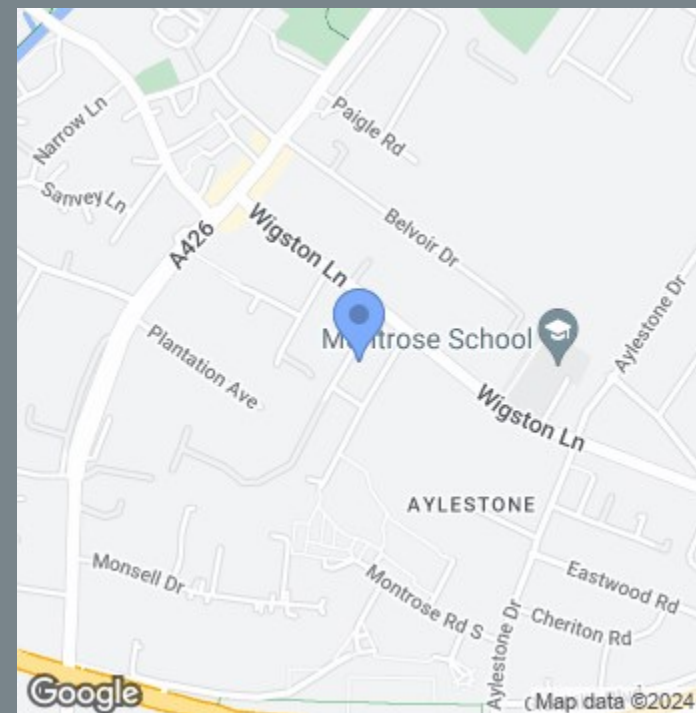 Paigle Rd
Narrow Ln
Sanvey Ln
Belvoir Dr
Wigston Ln
A426
Montrose School
Aylestone Dr
Plantation Ave
Wigston Ln
AYLESTONE
Monsell Dr
Montrose Rd S
Eastwood Rd
Cheriton Rd
Aylestone Dr
Google
Map data ©2024